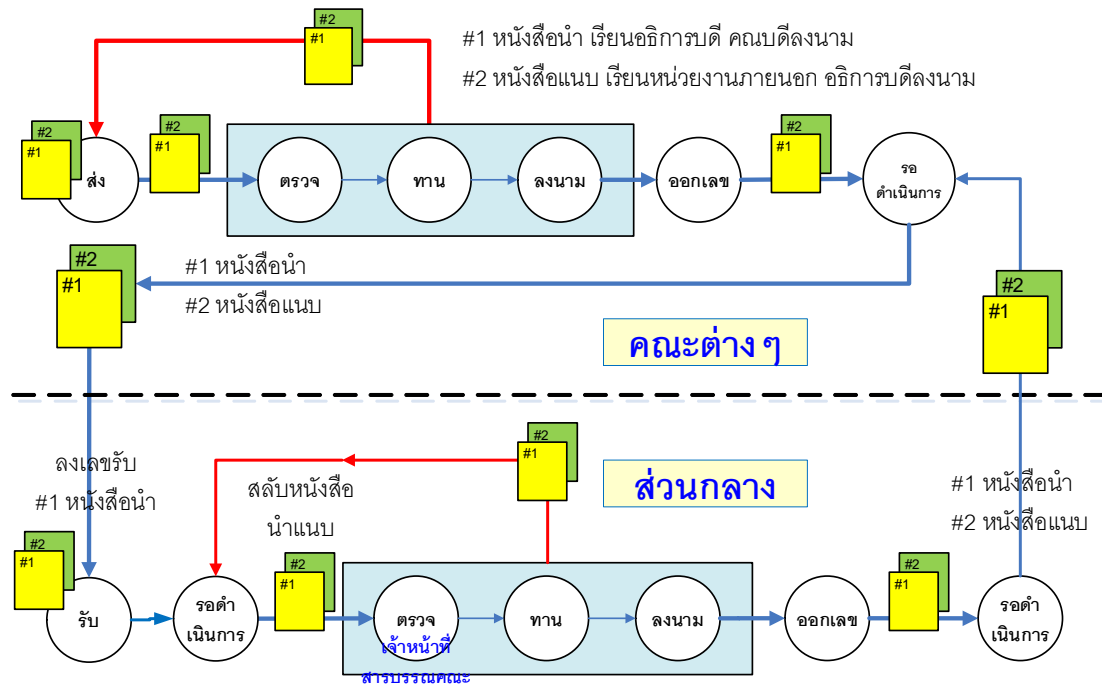 #2
#1
#1 หนังสือนำ เรียนอธิการบดี คณบดีลงนาม
#2 หนังสือแนบ เรียนหน่วยงานภายนอก อธิการบดีลงนาม
#2
#1
ส่ง
#2
#1
ตรวจ
ทาน
ลงนาม
ออกเลข
#2
#1
รอ
ดำเนินการ
#2
#1
#1 หนังสือนำ
#2 หนังสือแนบ
#2
#1
คณะต่าง ๆ
#2
#1
ส่วนกลาง
ลงเลขรับ
#1 หนังสือนำ
สลับหนังสือ
นำแนบ
#1 หนังสือนำ
#2 หนังสือแนบ
#2
#1
รับ
รอดำ
เนินการ
#2
#1
ตรวจ
เจ้าหน้าที่
สารบรรณคณะ
ทาน
ลงนาม
ออกเลข
#2
#1
รอดำ
เนินการ